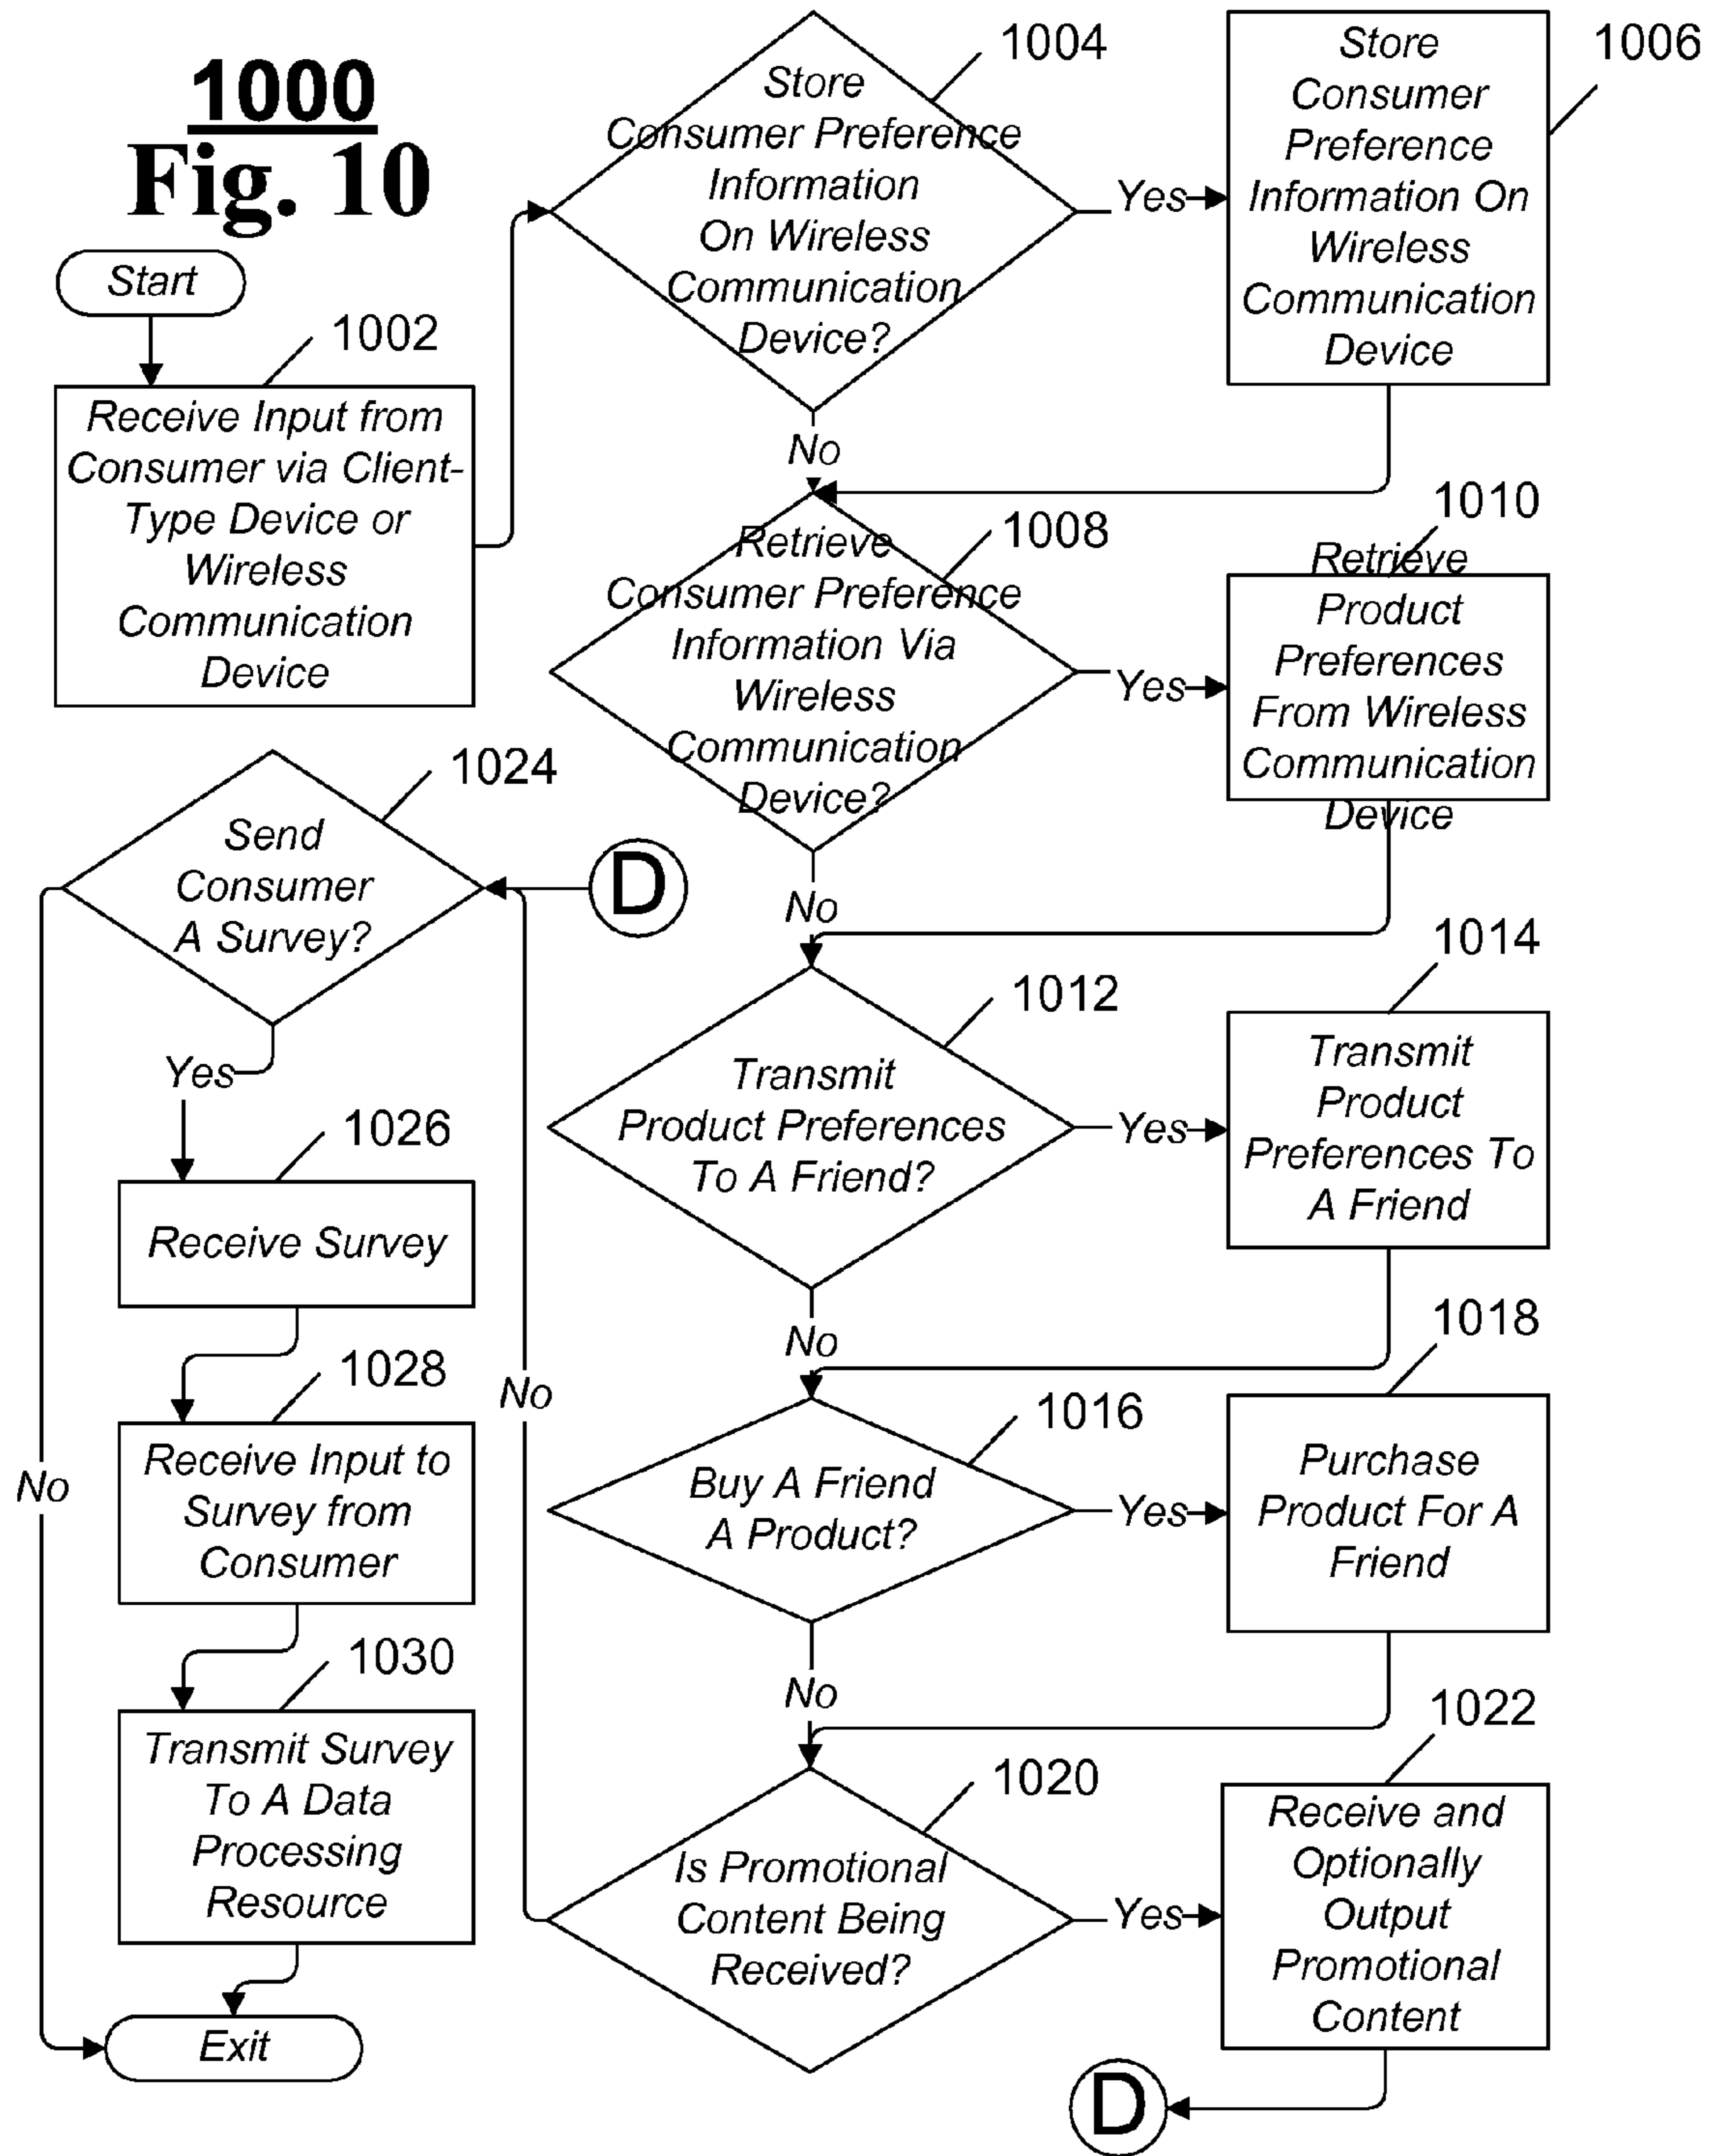 1000
Fig. 10
Start
1002
Receive Input from
Consumer via Client-
Type Device or
Wireless
Communication
Device
1004
Store
Consumer Preference
Information
On Wireless
Communication
Device?
Yes
No
1006
Store
Consumer
Preference
Information On
Wireless
Communication
Device
1008
Retrieve
Consumer Preference
Information Via
Wireless
Communication
Device?
Yes
No
1010
Retrieve
Product
Preferences
From Wireless
Communication
Device
1012
Transmit
Product Preferences
To A Friend?
Yes
No
1014
Transmit
Product
Preferences To
A Friend
1016
Buy A Friend
A Product?
Yes
No
1018
Purchase
Product For A
Friend
1020
Is Promotional
Content Being
Received?
Yes
No
1022
Receive and
Optionally
Output
Promotional
Content
D
D
1024
Send
Consumer
A Survey?
Yes
No
1026
Receive Survey
1028
Receive Input to
Survey from
Consumer
1030
Transmit Survey
To A Data
Processing
Resource
Exit